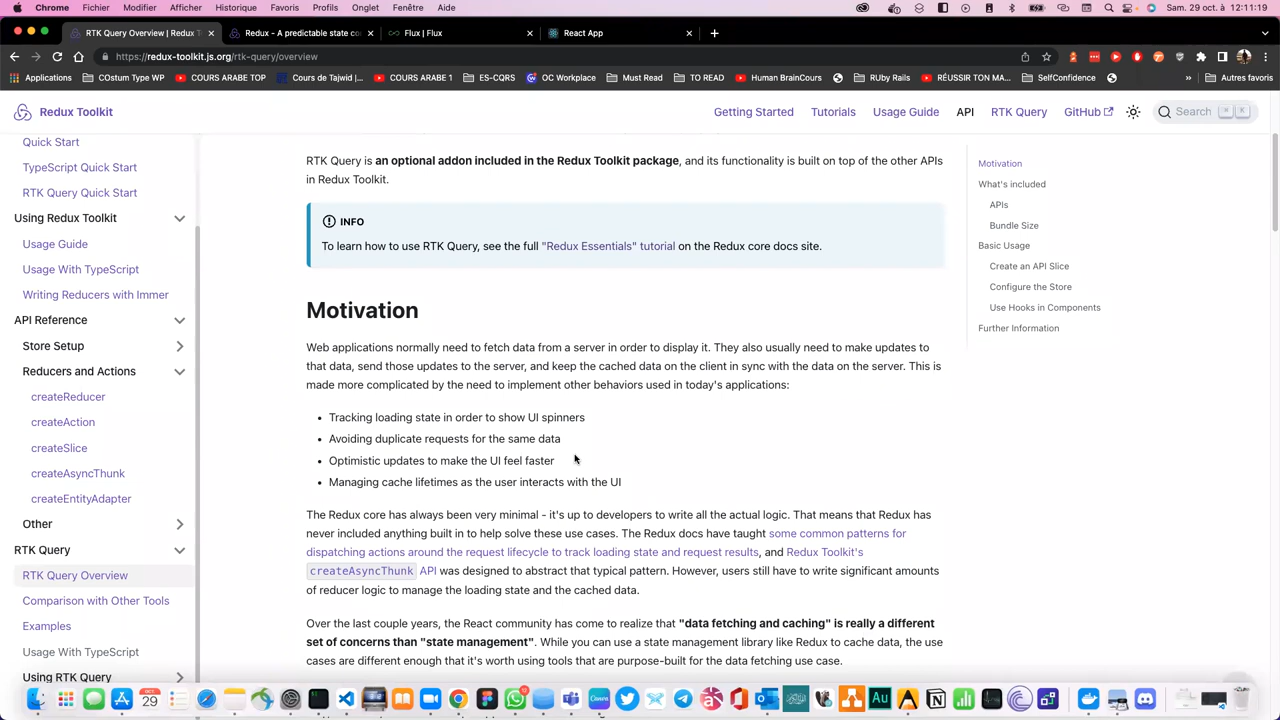 Chrome Fichier Modifier Afficher Historique Favoris Profils Onglet Fenêtre Aide Sam. 29 oct. à 11:11:19
RTK Query Overview | Redux T Redux - A predictable state co Flux | Flux React App
https://redux-toolkit.js.org/rtk-query/overview
Applications COstum Type WP COURS ARABE TOP Cours de Tajwid |... COURS ARABE 1 ES-CQRS OC Workplace Must Read TO READ Human BrainCours RUby Rails RÉUSSIR TON MA... SelfConfidence » Autres favoris
Redux Toolkit Getting Started Tutorials Usage Guide API RTK Query GitHub Search K
Quick Start
TypeScript Quick Start
RTK Query Quick Start
Using Redux Toolkit
Usage Guide
Usage With TypeScript
Writing Reducers with Immer
API Reference
Store Setup
Reducers and Actions
createReducer
createAction
createSlice
createAsyncThunk
createEntityAdapter
Other
RTK Query
RTK Query Overview
Comparison with Other Tools
Examples
Usage With TypeScript
Using RTK Query
RTK Query is an optional addon included in the Redux Toolkit package, and its functionality is built on top of the other APIs
in Redux Toolkit.
INFO
To learn how to use RTK Query, see the full "Redux Essentials" tutorial on the Redux core docs site.
Motivation
Web applications normally need to fetch data from a server in order to display it. They also usually need to make updates to
that data, send those updates to the server, and keep the cached data on the client in sync with the data on the server. This is
made more complicated by the need to implement other behaviors used in today's applications:
• Tracking loading state in order to show UI spinners
• Avoiding duplicate requests for the same data
• Optimistic updates to make the UI feel faster
• Managing cache lifetimes as the user interacts with the UI
The Redux core has always been very minimal - it's up to developers to write all the actual logic. That means that Redux has
never included anything built in to help solve these use cases. The Redux docs have taught some common patterns for
dispatching actions around the request lifecycle to track loading state and request results, and Redux Toolkit's
createAsyncThunk API was designed to abstract that typical pattern. However, users still have to write significant amounts
of reducer logic to manage the loading state and the cached data.
Over the last couple years, the React community has come to realize that "data fetching and caching" is really a different
set of concerns than "state management". While you can use a state management library like Redux to cache data, the use
cases are different enough that it's worth using tools that are purpose-built for the data fetching use case.
Motivation
What's included
APIs
Bundle Size
Basic Usage
Create an API Slice
Configure the Store
Use Hooks in Components
Further Information
OCT
29